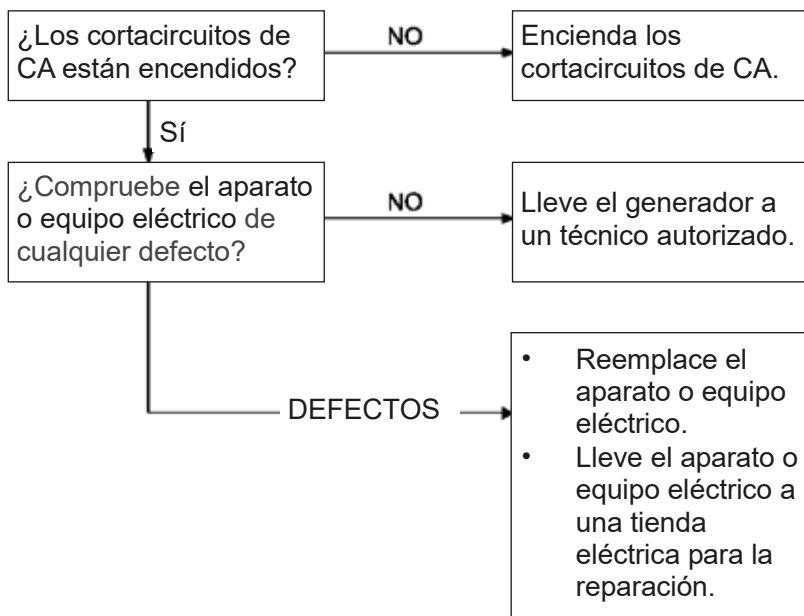 ¿Los cortacircuitos de
CA están encendidos?
NO
Encienda los
cortacircuitos de CA.
Sí
¿Compruebe el aparato
o equipo eléctrico de
cualquier defecto?
NO
Lleve el generador a
un técnico autorizado.
DEFECTOS
• Reemplace el
aparato o equipo
eléctrico.
• Lleve el aparato o
equipo eléctrico a
una tienda
eléctrica para la
reparación.